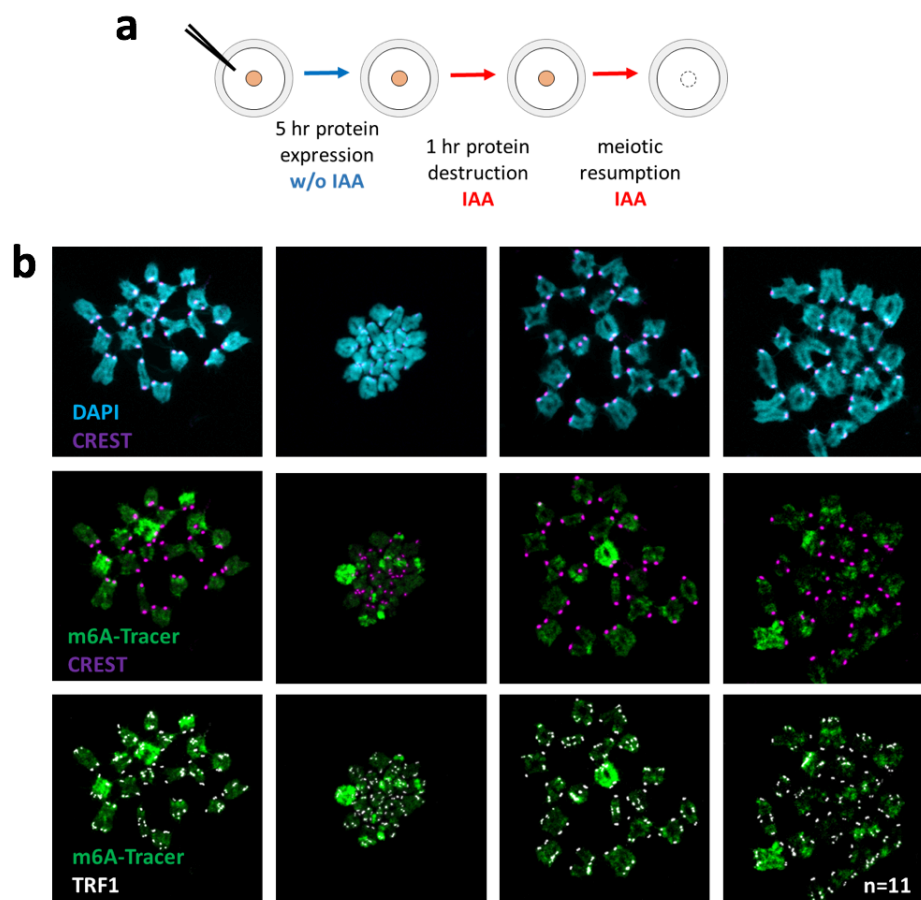 a
5 hr protein
expression
w/o IAA
1 hr protein
destruction
IAA
meiotic
resumption
IAA
b
DAPI
CREST
m6A-Tracer
CREST
m6A-Tracer
TRF1
n=11